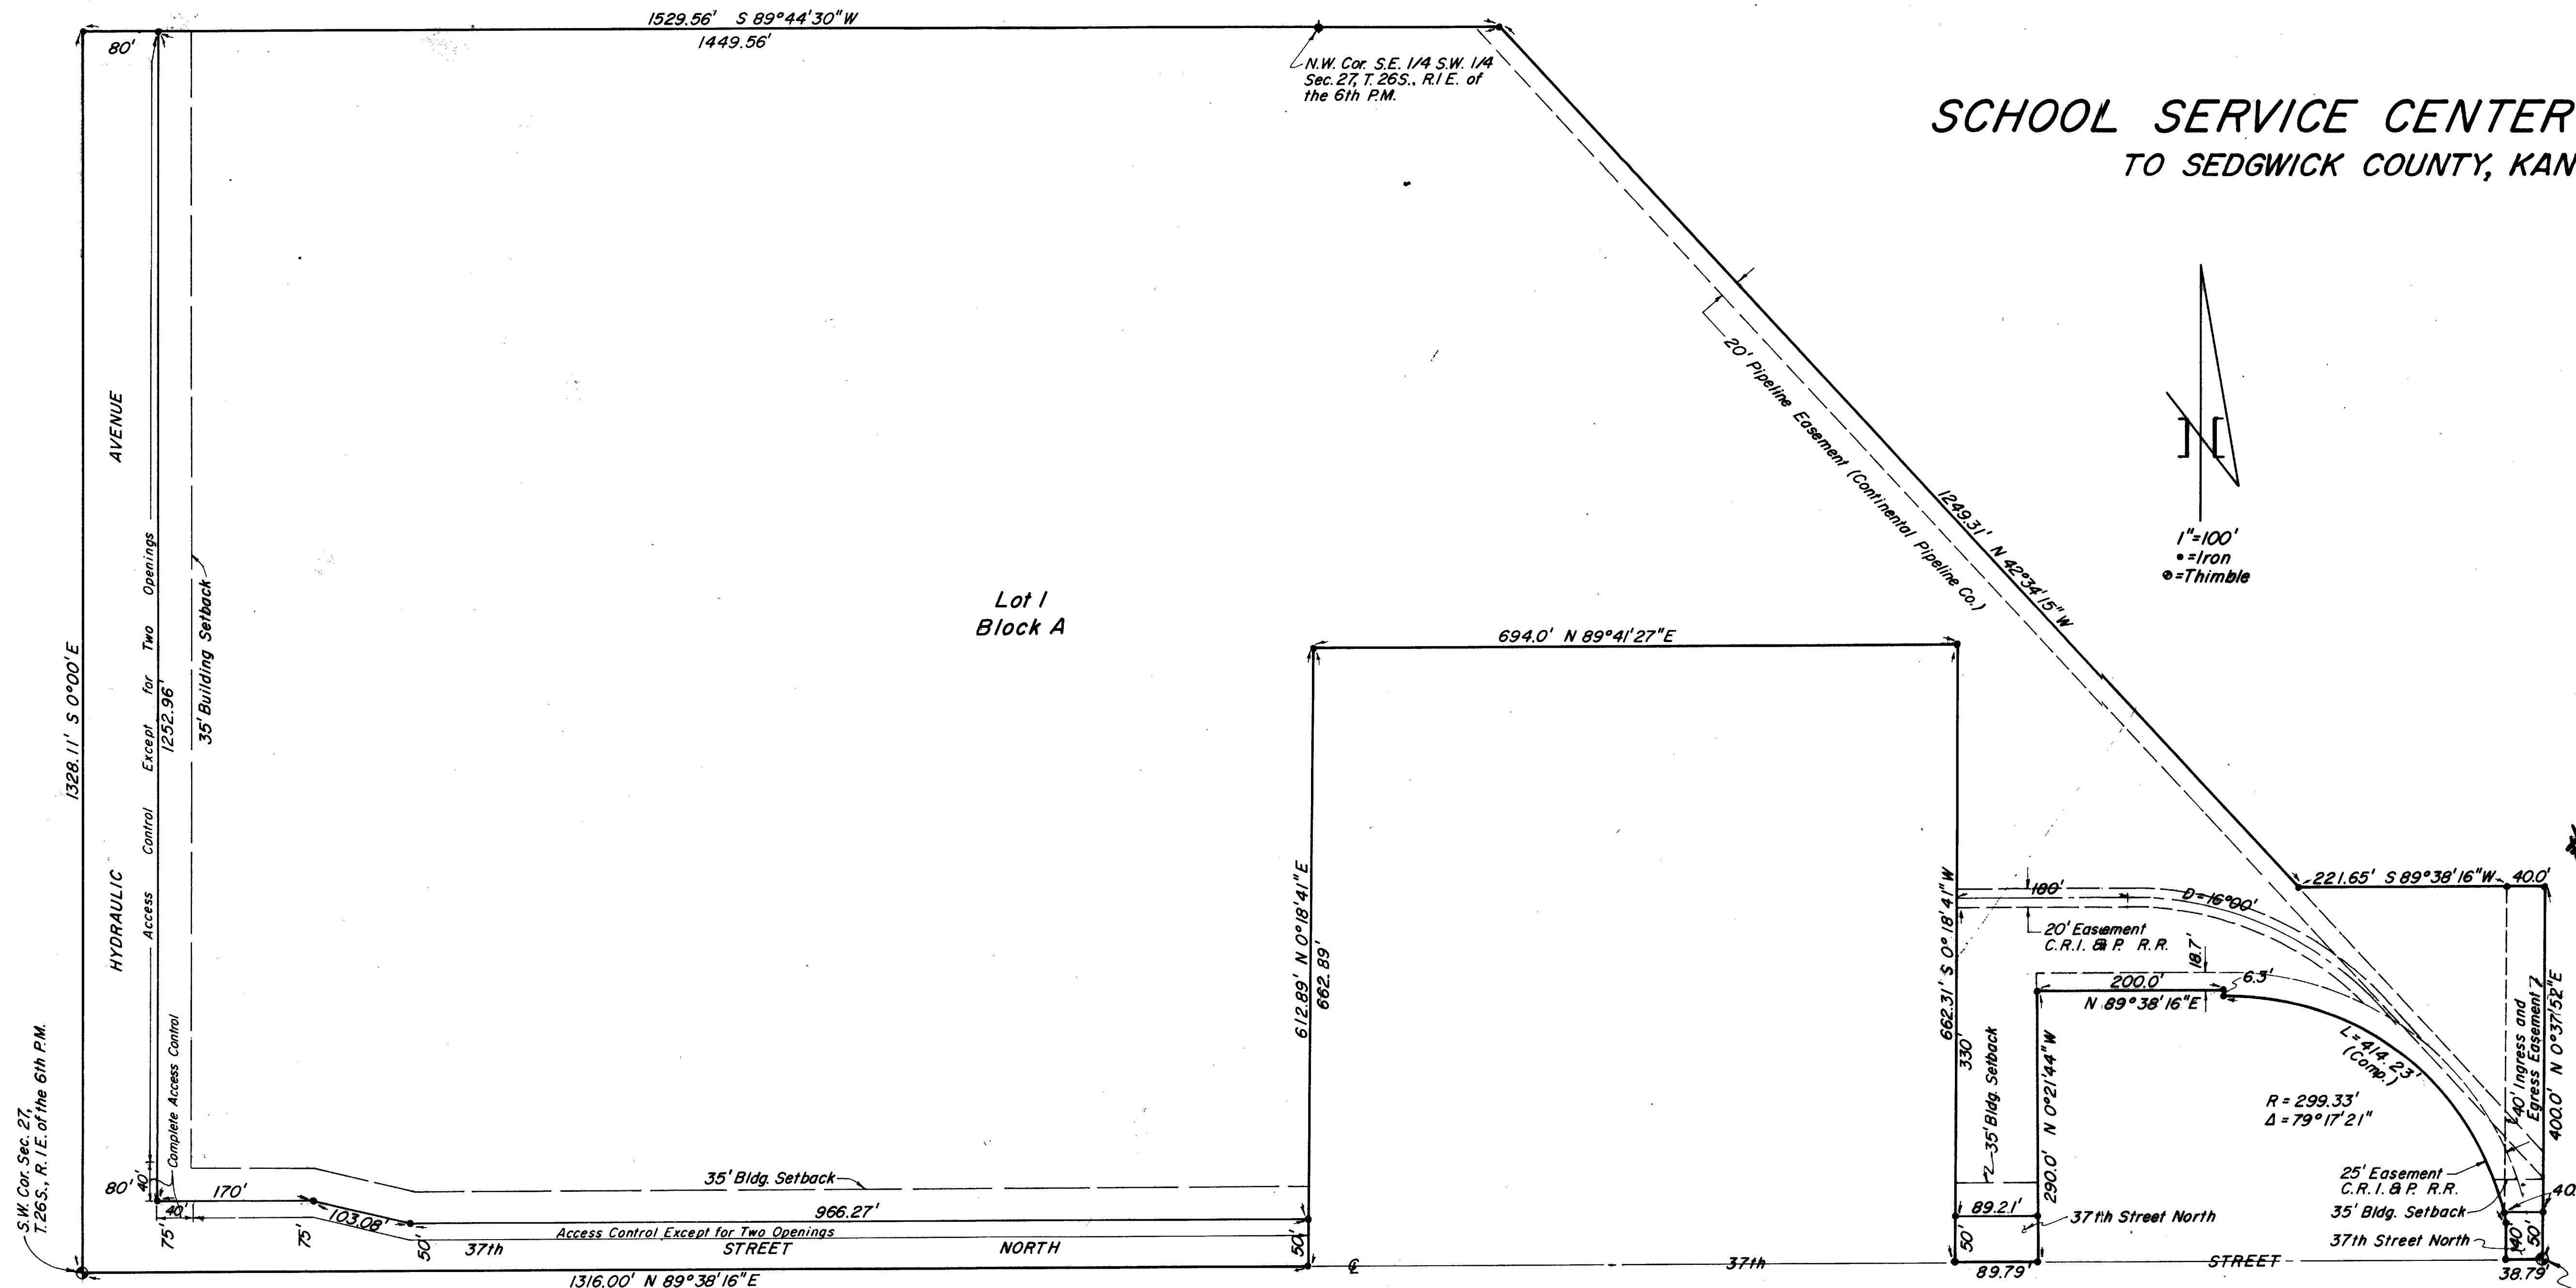 1529.56' S 89°44'30"W
1449.56'
80'
N.W. Cor. S.E. 1/4 S.W. 1/4
Sec. 27, T. 26S., R.1 E. of
the 6th P.M.
SCHOOL SERVICE CENTER
TO SEDGWICK COUNTY, KAN
1"=100'
•=Iron
=Thimble
20' Pipeline Easement (Continental Pipeline Co.)
1249.31' N 42°34'15"W
HYDRAULIC AVENUE
Access Control Except for Two Openings
1252.96'
35' Building Setback
1328.11' S 0°00'E
Lot 1
Block A
694.0' N 89°41'27"E
612.89' N 0°18'41"E
662.89'
662.31' S 0°18'41"W
330'
221.65' S 89°38'16"W
40.0'
180'
D=16°00'
20' Easement
C.R.I. & P. R.R.
18.7'
6.3'
200.0'
N 89°38'16"E
290.0' N 0°21'44"W
35' Bldg. Setback
L=414.23'
(Comp.)
R = 299.33'
Δ = 79°17'21"
40' Ingress and
Egress Easement
400.0' N 0°37'52"E
25' Easement
C.R.I. & P. R.R.
35' Bldg. Setback
37th Street North
40.
40'
50'
38.79'
89.21'
37th Street North
50'
89.79'
S.W. Cor. Sec. 27,
T.26S., R.1 E. of the 6th P.M.
Complete Access Control
80'
40'
170'
40'
75'
75'
103.08'
50'
35' Bldg. Setback
966.27'
Access Control Except for Two Openings
37th STREET NORTH
50'
℄ 37th STREET
1316.00' N 89°38'16"E